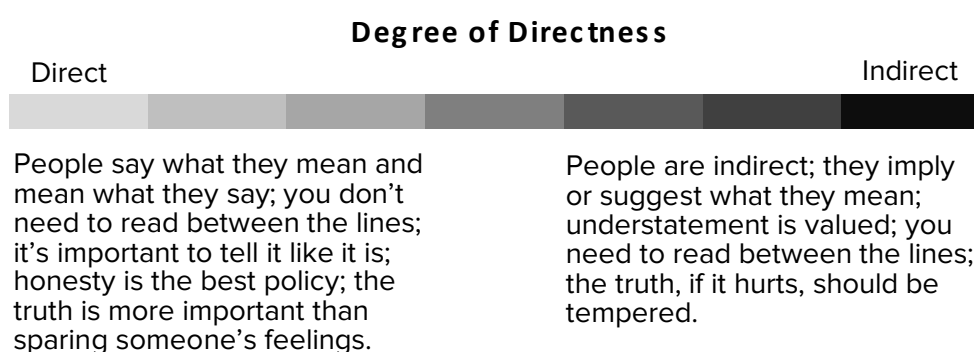 Degree of Directness
Direct
Indirect
People say what they mean and
mean what they say; you don’t
need to read between the lines;
it’s important to tell it like it is;
honesty is the best policy; the
truth is more important than
sparing someone’s feelings.
People are indirect; they imply
or suggest what they mean;
understatement is valued; you
need to read between the lines;
the truth, if it hurts, should be
tempered.